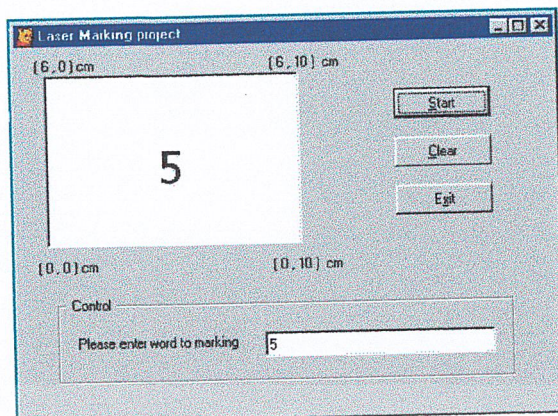 Laser Marking project
(6,0)cm (6,10) cm
Start
5
Clear
Exit
(0,0)cm (0,10) cm
Control
Please enter word to marking 5